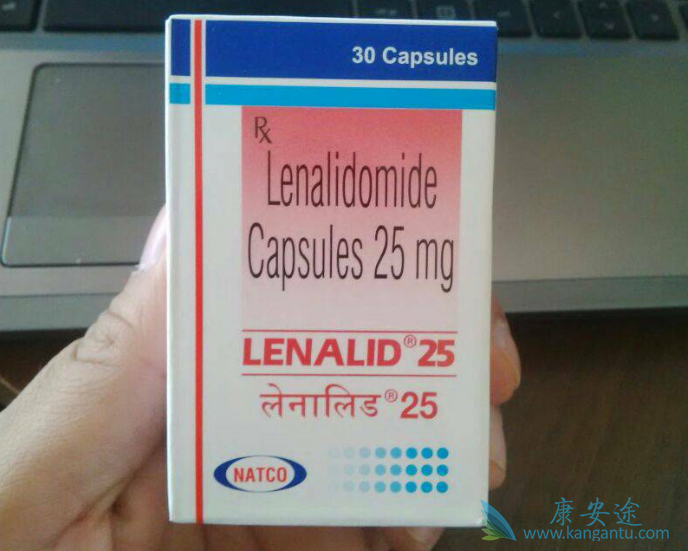 30 Capsules
Rx
Lenalidomide
Capsules 25 mg
LENALID® 25
लेनालिड® 25
NATCO
康安途
www.kangantu.com